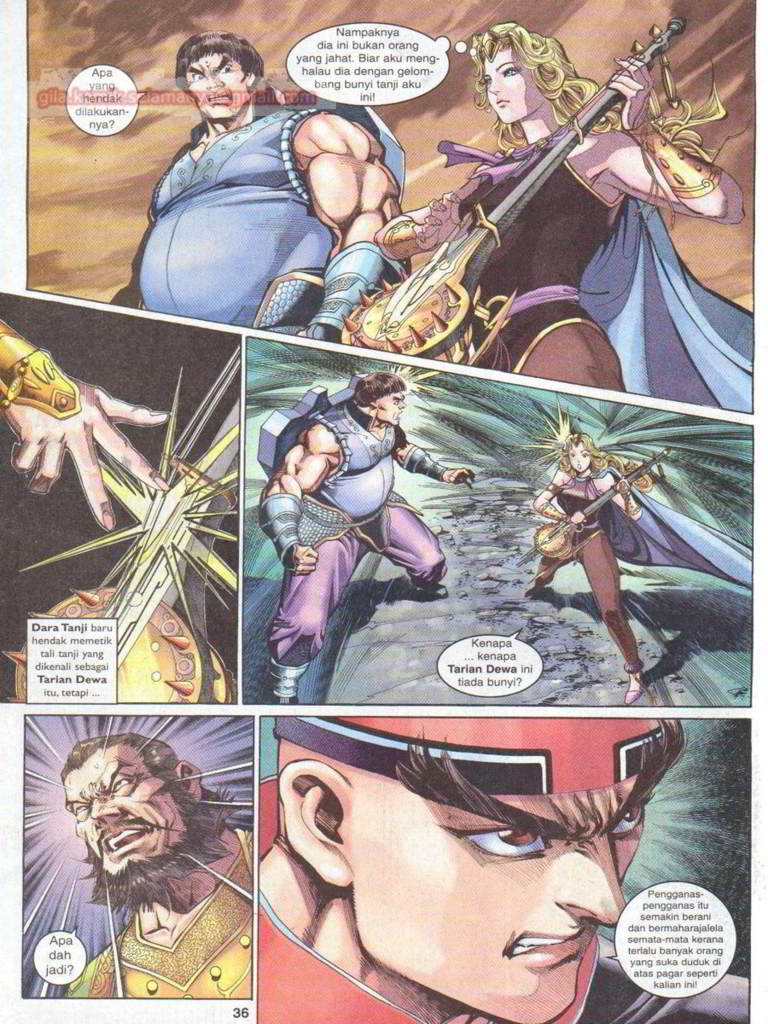 Apa
yang
hendak
dilakukan-
nya?
Nampaknya
dia ini bukan orang
yang jahat. Biar aku meng-
halau dia dengan gelom-
bang bunyi tanji aku
ini!
Dara Tanji baru
hendak memetik
tali tanji yang
dikenali sebagai
Tarian Dewa
itu, tetapi ...
Kenapa
... kenapa
Tarian Dewa ini
tiada bunyi?
Apa
dah
jadi?
Pengganas-
pengganas itu
semakin berani
dan bermaharajalela
semata-mata kerana
terlalu banyak orang
yang suka duduk di
atas pagar seperti
kalian ini!
36